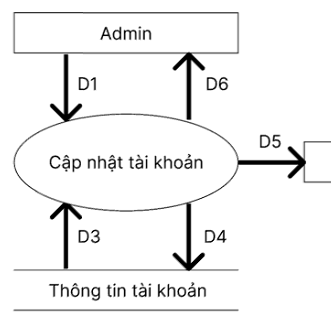 Admin
D1
D6
Cập nhật tài khoản
D5
D3
D4
Thông tin tài khoản